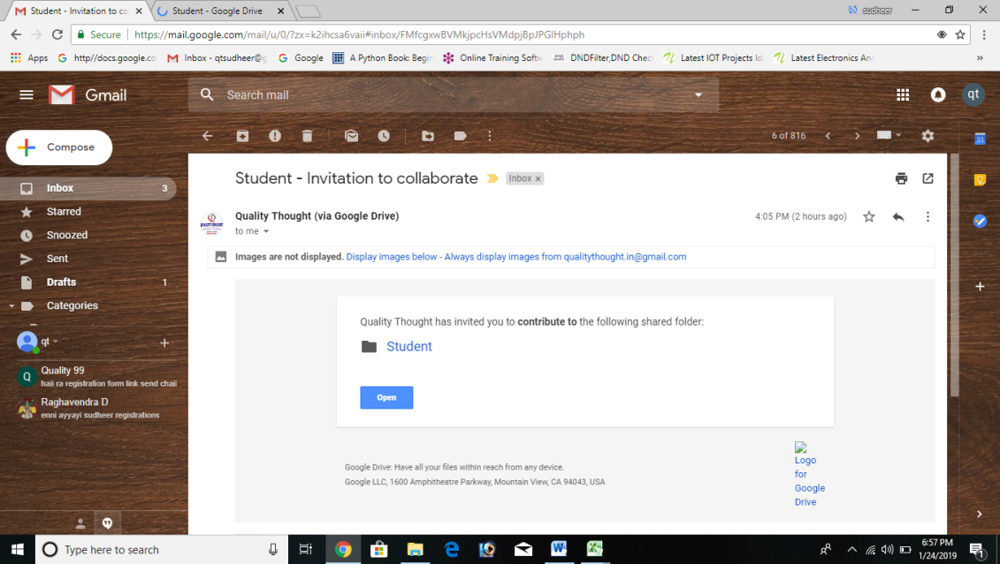 Student - Invitation to co
Student - Google Drive
sudheer
Secure
https://mail.google.com/mail/u/0/?zx=k2ihcsa6vaii#inbox/FMfcgxwBVMkjpcHsVMdpjBpJPGlHphph
Apps
http//docs.google.co
Inbox - qtsudheer@g
Google
A Python Book: Begin
Online Training Softw
DNDFilter,DND Check
Latest IOT Projects Id
Latest Electronics Anc
Gmail
Search mail
qt
6 of 816
Compose
31
Inbox 3
Starred
Snoozed
Sent
Drafts 1
Categories
qt
Q
Quality 99
haii ra registration form link send chaii
Raghavendra D
enni ayyayi sudheer registrations
Student - Invitation to collaborate
Inbox x
Quality Thought (via Google Drive)
4:05 PM (2 hours ago)
to me
Images are not displayed. Display images below - Always display images from qualitythought.in@gmail.com
Quality Thought has invited you to contribute to the following shared folder:
Student
Open
Google Drive: Have all your files within reach from any device.
Google LLC, 1600 Amphitheatre Parkway, Mountain View, CA 94043, USA
Logo
for
Google
Drive
Type here to search
6:57 PM
1/24/2019
1